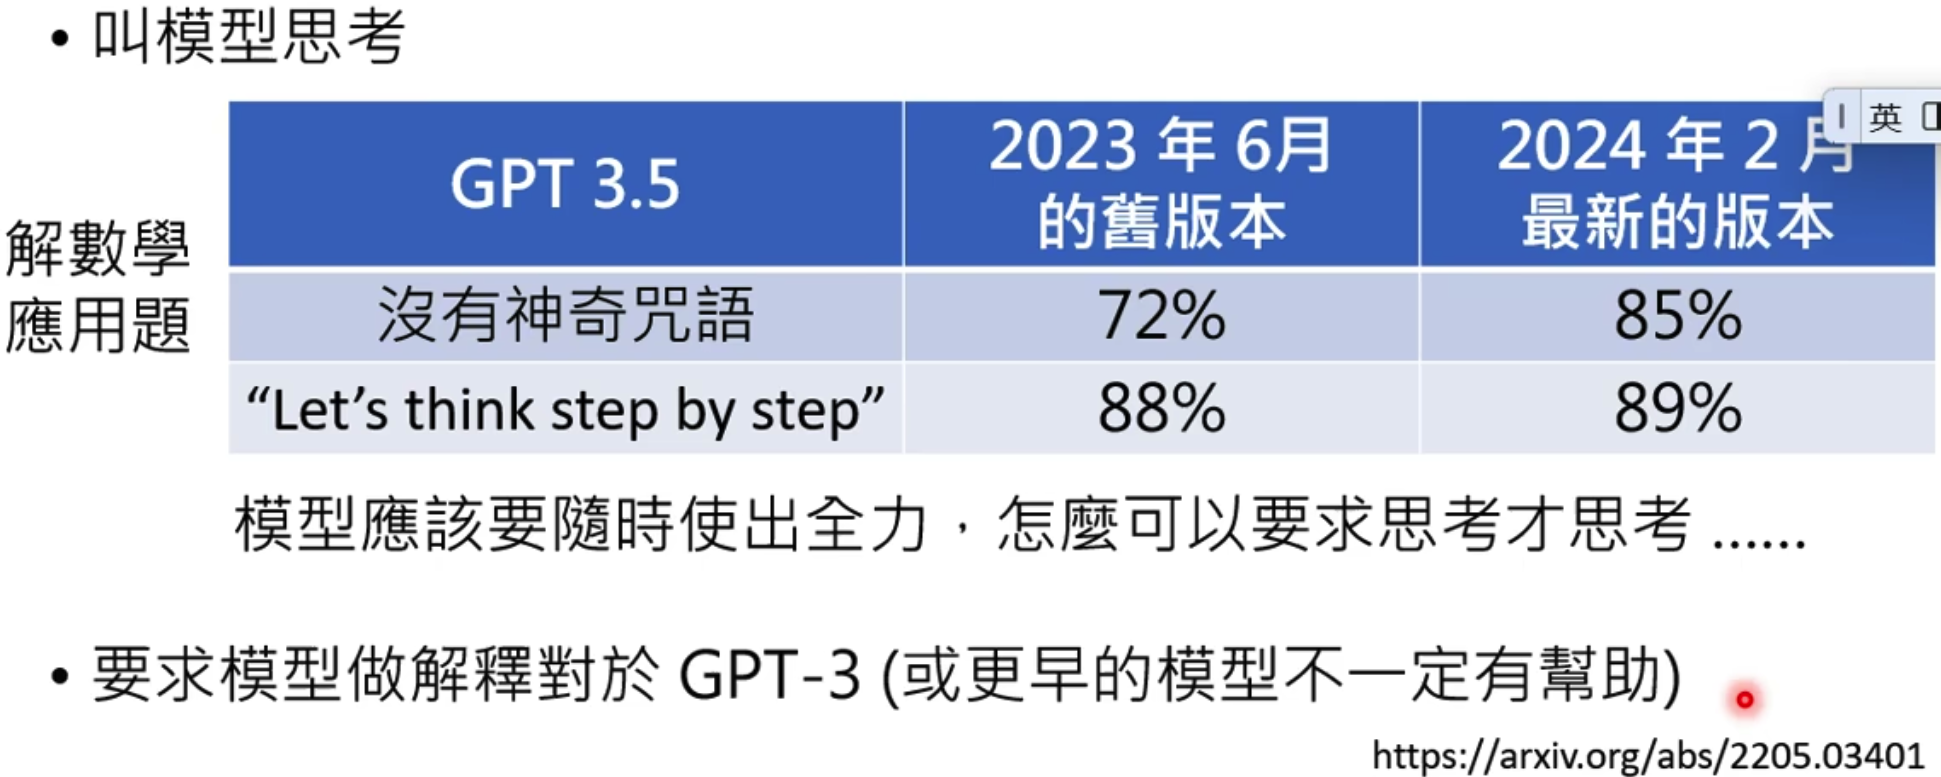 • 叫模型思考
英
GPT 3.5
2023 年 6月
的舊版本
2024 年 2 月
最新的版本
解數學
應用題
沒有神奇咒語
72%
85%
“Let’s think step by step”
88%
89%
模型應該要隨時使出全力，怎麼可以要求思考才思考 ......
• 要求模型做解釋對於 GPT-3 (或更早的模型不一定有幫助)
https://arxiv.org/abs/2205.03401